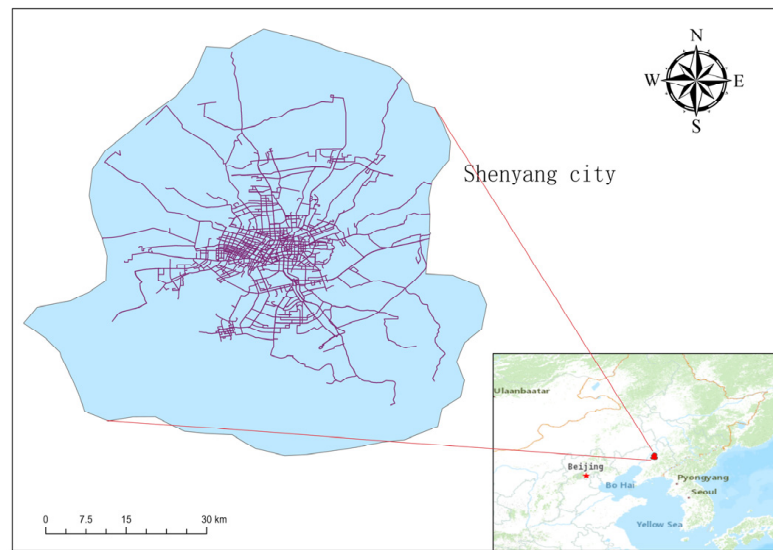 N
W E
S
Shenyang city
Ulaanbaatar
Beijing
Bo Hai
Pyongyang
Seoul
Yellow Sea
0 7.5 15 30 km